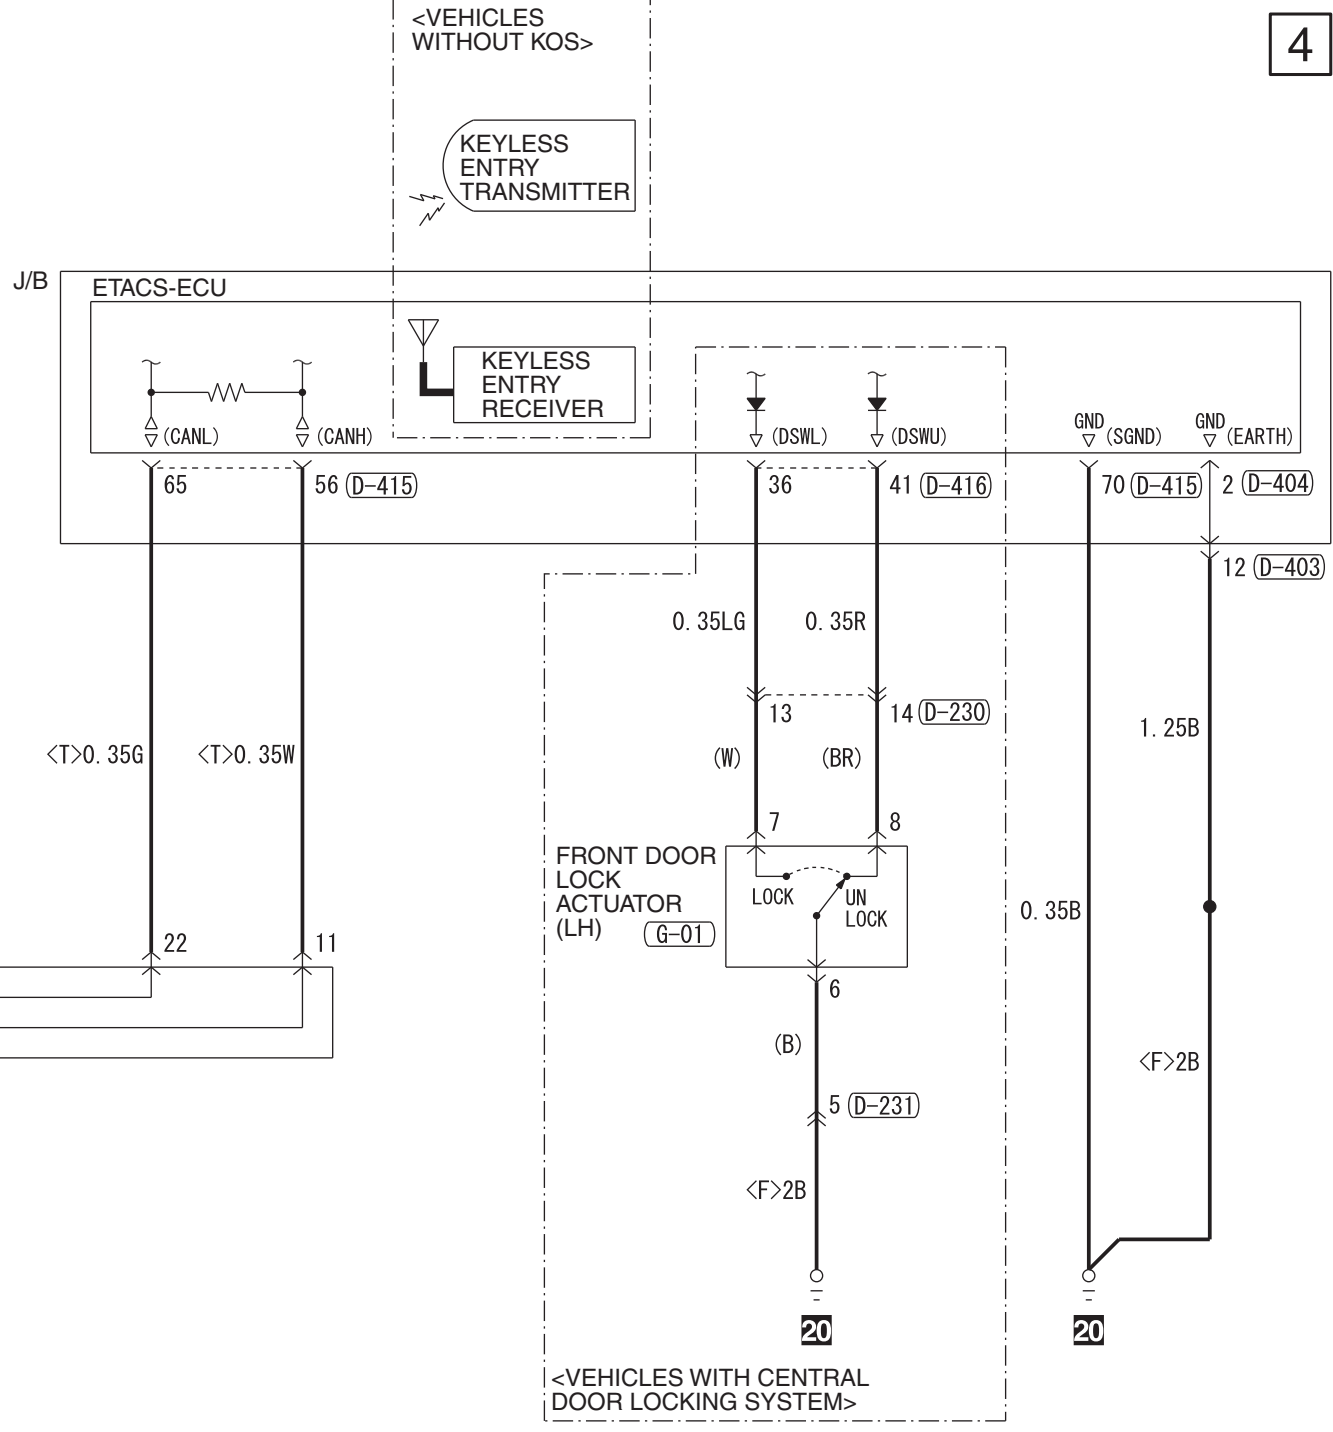 <VEHICLES
WITHOUT KOS>
4
KEYLESS
ENTRY
TRANSMITTER
J/B
ETACS-ECU
KEYLESS
ENTRY
RECEIVER
(CANL)
(CANH)
(DSWL)
(DSWU)
GND
(SGND)
GND
(EARTH)
65
56 (D-415)
36
41 (D-416)
70 (D-415)
2 (D-404)
12 (D-403)
0.35LG
0.35R
13
14 (D-230)
1.25B
<T>0.35G
<T>0.35W
(W)
(BR)
7
8
FRONT DOOR
LOCK
ACTUATOR
(LH)
G-01
LOCK
UN
LOCK
0.35B
22
11
6
(B)
<F>2B
5 (D-231)
<F>2B
20
20
<VEHICLES WITH CENTRAL
DOOR LOCKING SYSTEM>